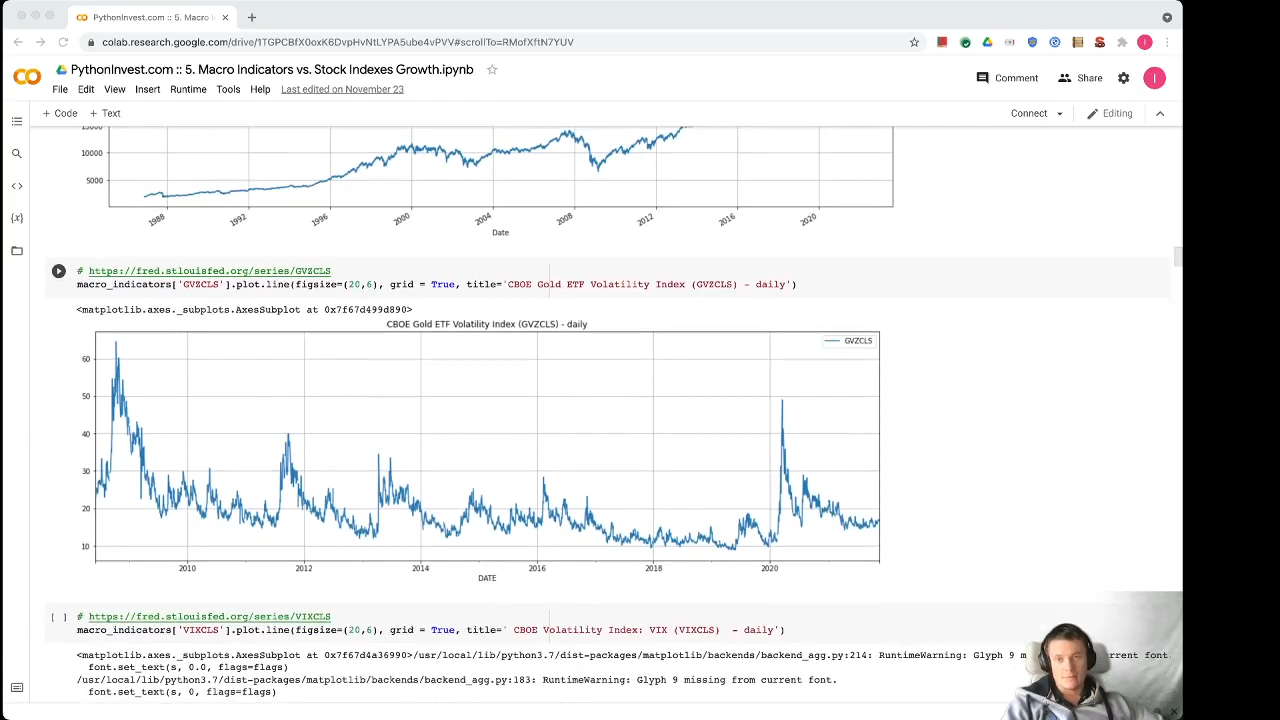 PythonInvest.com :: 5. Macro I
colab.research.google.com/drive/1TGPCBfX0oxK6DvpHvNtLYPA5ube4vPVV#scrollTo=RMofXftN7YUV
PythonInvest.com :: 5. Macro Indicators vs. Stock Indexes Growth.ipynb
Comment Share I
File Edit View Insert Runtime Tools Help Last edited on November 23
+ Code + Text Connect Editing
15000
10000
5000
1988 1992 1996 2000 2004 2008 2012 2016 2020
Date
# https://fred.stlouisfed.org/series/GVZCLS
macro_indicators['GVZCLS'].plot.line(figsize=(20,6), grid = True, title='CBOE Gold ETF Volatility Index (GVZCLS) - daily')
<matplotlib.axes._subplots.AxesSubplot at 0x7f67d499d890>
CBOE Gold ETF Volatility Index (GVZCLS) - daily
GVZCLS
60
50
40
30
20
10
2010 2012 2014 2016 2018 2020
DATE
[ ] # https://fred.stlouisfed.org/series/VIXCLS
macro_indicators['VIXCLS'].plot.line(figsize=(20,6), grid = True, title=' CBOE Volatility Index: VIX (VIXCLS)  - daily')
<matplotlib.axes._subplots.AxesSubplot at 0x7f67d4a36990>/usr/local/lib/python3.7/dist-packages/matplotlib/backends/backend_agg.py:214: RuntimeWarning: Glyph 9 current font.
font.set_text(s, 0.0, flags=flags)
/usr/local/lib/python3.7/dist-packages/matplotlib/backends/backend_agg.py:183: RuntimeWarning: Glyph 9 missing from current font.
font.set_text(s, 0, flags=flags)